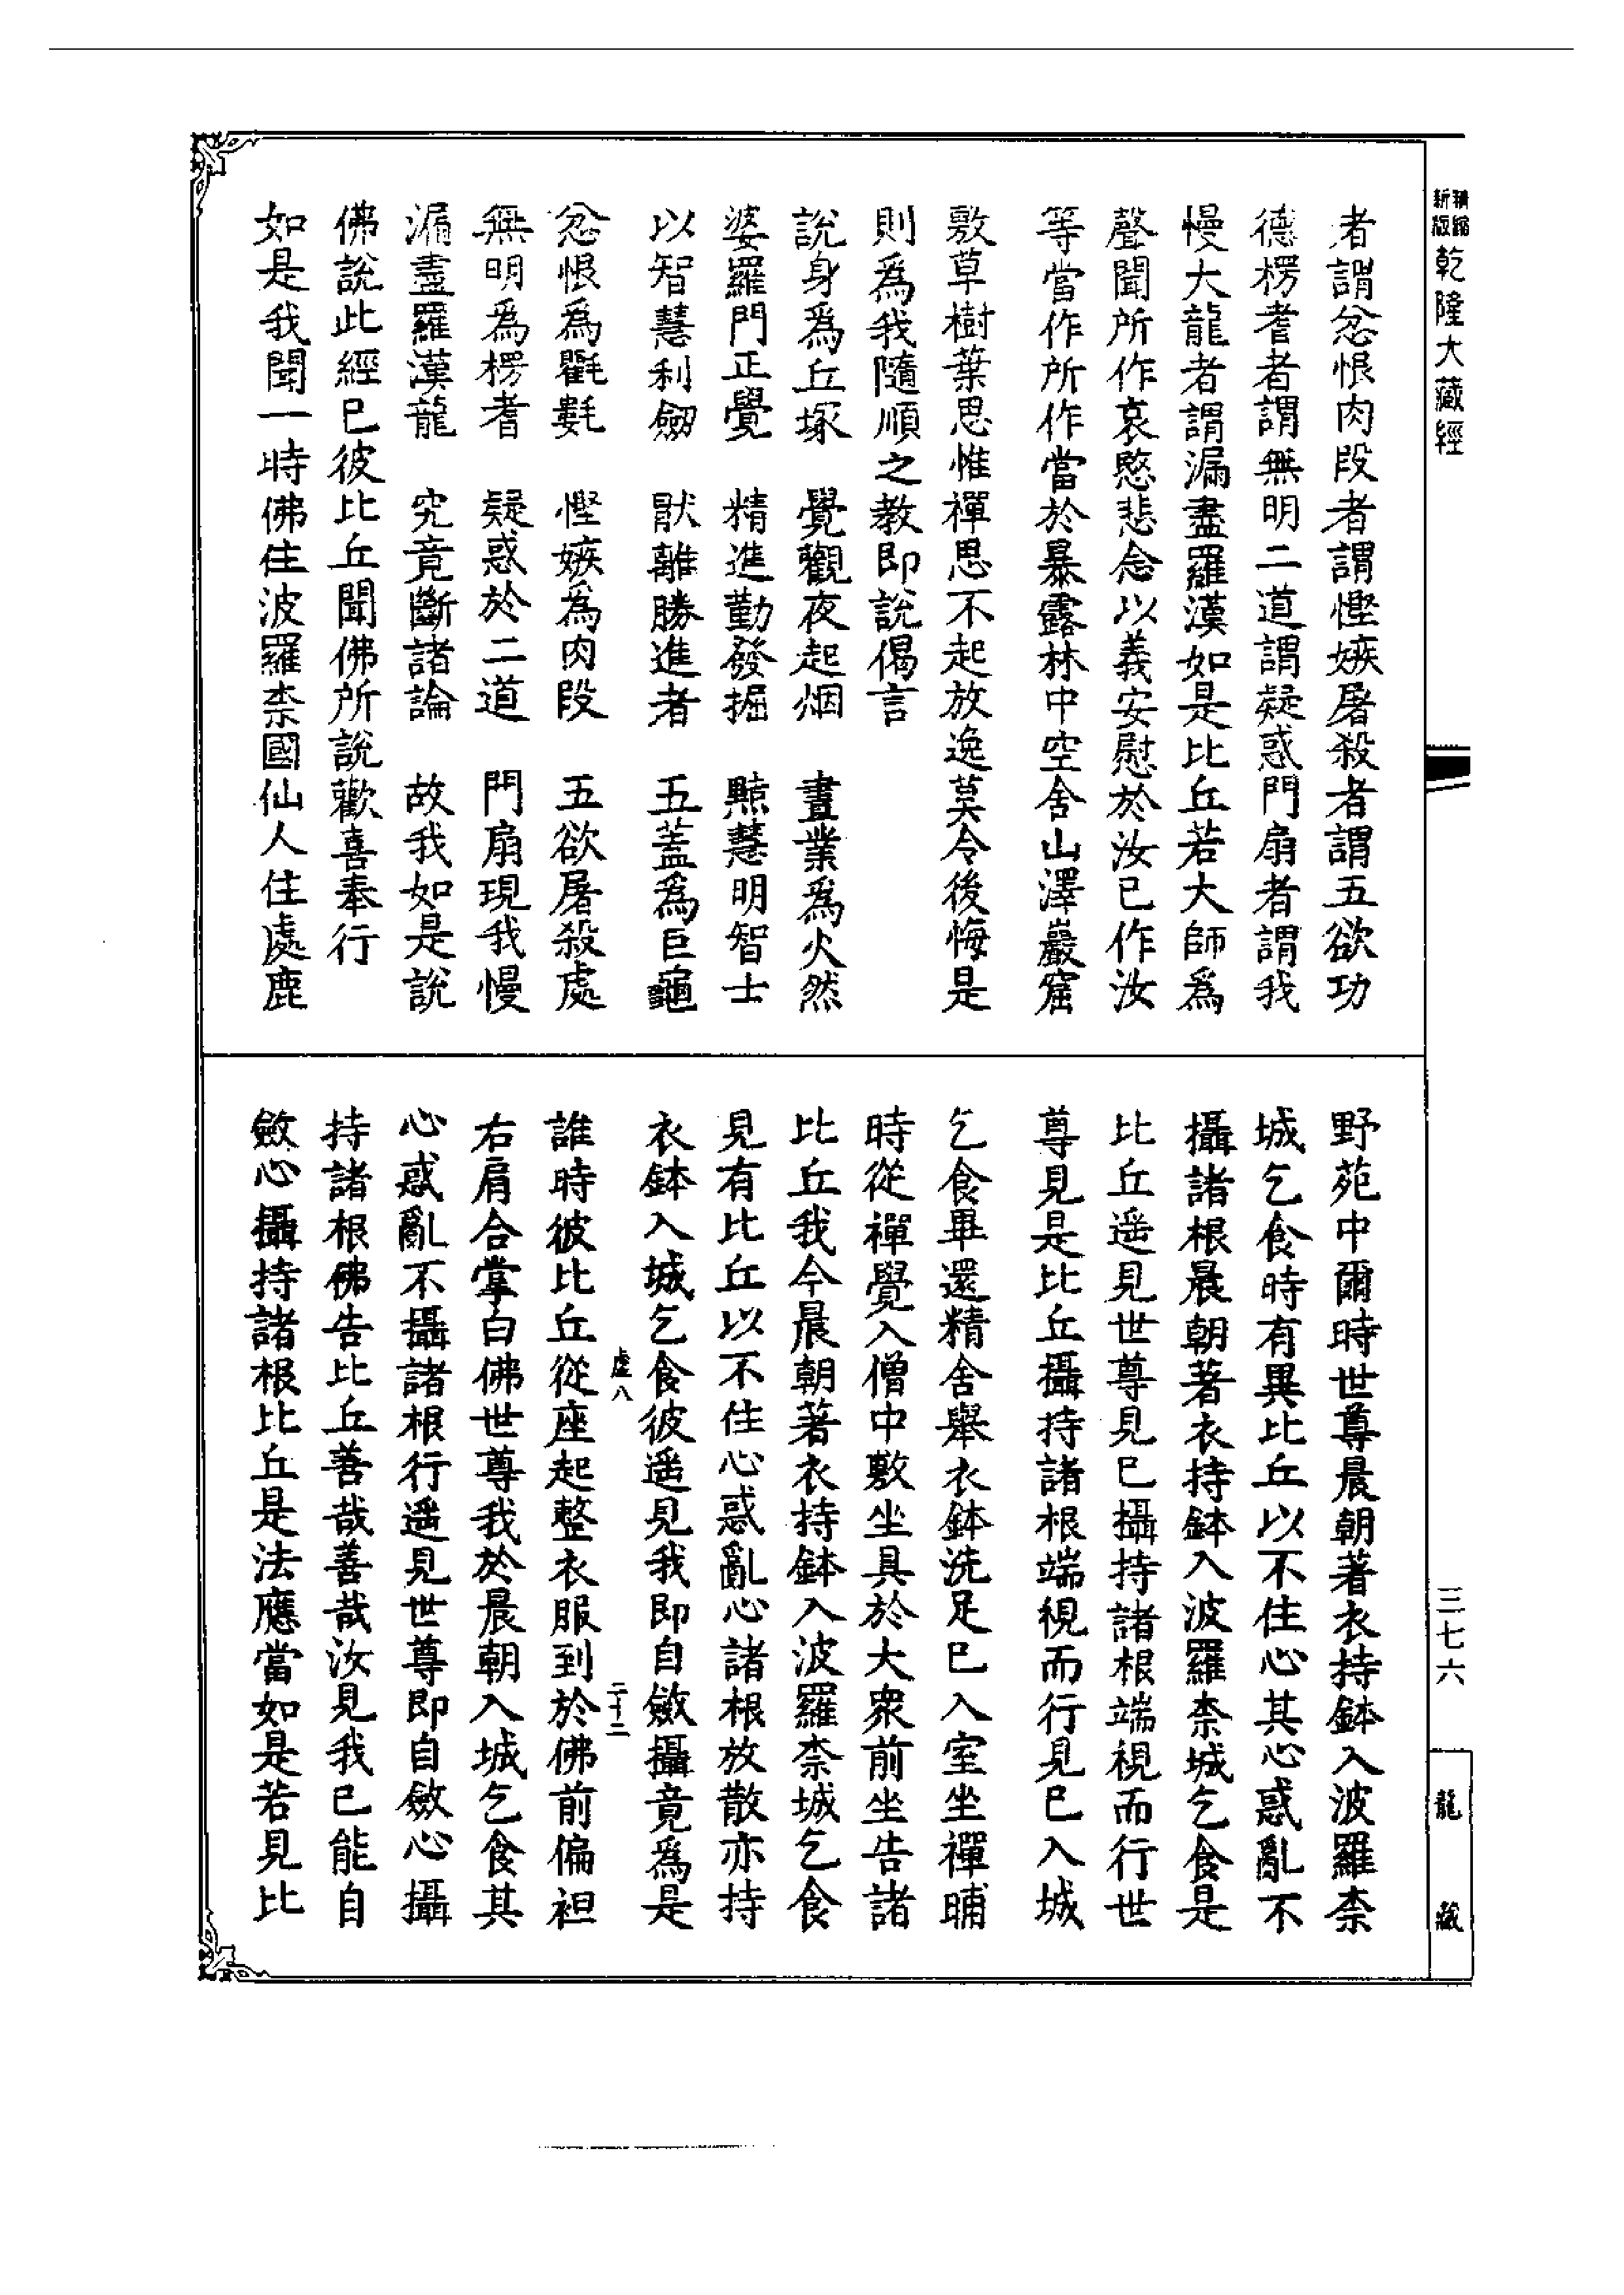 精縮新版乾隆大藏經
者謂忿恨肉段者謂慳嫉屠殺者謂五欲功
德楞耆者謂無明二道謂疑惑門扇者謂我
慢大龍者謂漏盡羅漢如是比丘若大師爲
聲聞所作哀愍悲念以義安慰於汝已作汝
等當作所作當於暴露林中空舍山澤巖窟
敷草樹葉思惟禪思不起放逸莫令後悔是
則爲我隨順之教即說偈言
說身爲丘塚 覺觀夜起烟 晝業爲火然
婆羅門正覺 精進勤發掘 黠慧明智士
以智慧利劒 猒離勝進者 五蓋爲巨龜
忿恨爲氍氀 慳嫉爲肉段 五欲屠殺處
無明爲楞耆 疑惑於二道 門扇現我慢
漏盡羅漢龍 究竟斷諸論 故我如是說
佛說此經已彼比丘聞佛所說歡喜奉行
如是我聞一時佛住波羅柰國仙人住處鹿
野苑中爾時世尊晨朝著衣持鉢入波羅柰
城乞食時有異比丘以不住心其心惑亂不
攝諸根晨朝著衣持鉢入波羅柰城乞食是
比丘遥見世尊見已攝持諸根端視而行世
尊見是比丘攝持諸根端視而行見已入城
乞食畢還精舍舉衣鉢洗足已入室坐禪晡
時從禪覺入僧中敷坐具於大衆前坐告諸
比丘我今晨朝著衣持鉢入波羅柰城乞食
見有比丘以不住心惑亂心諸根放散亦持
衣鉢入城乞食彼遥見我即自斂攝竟爲是
虛八 二十二
誰時彼比丘從座起整衣服到於佛前偏袒
右肩合掌白佛世尊我於晨朝入城乞食其
心惑亂不攝諸根行遥見世尊即自斂心攝
持諸根佛告比丘善哉善哉汝見我已能自
斂心攝持諸根比丘是法應當如是若見比
三七六
龍藏